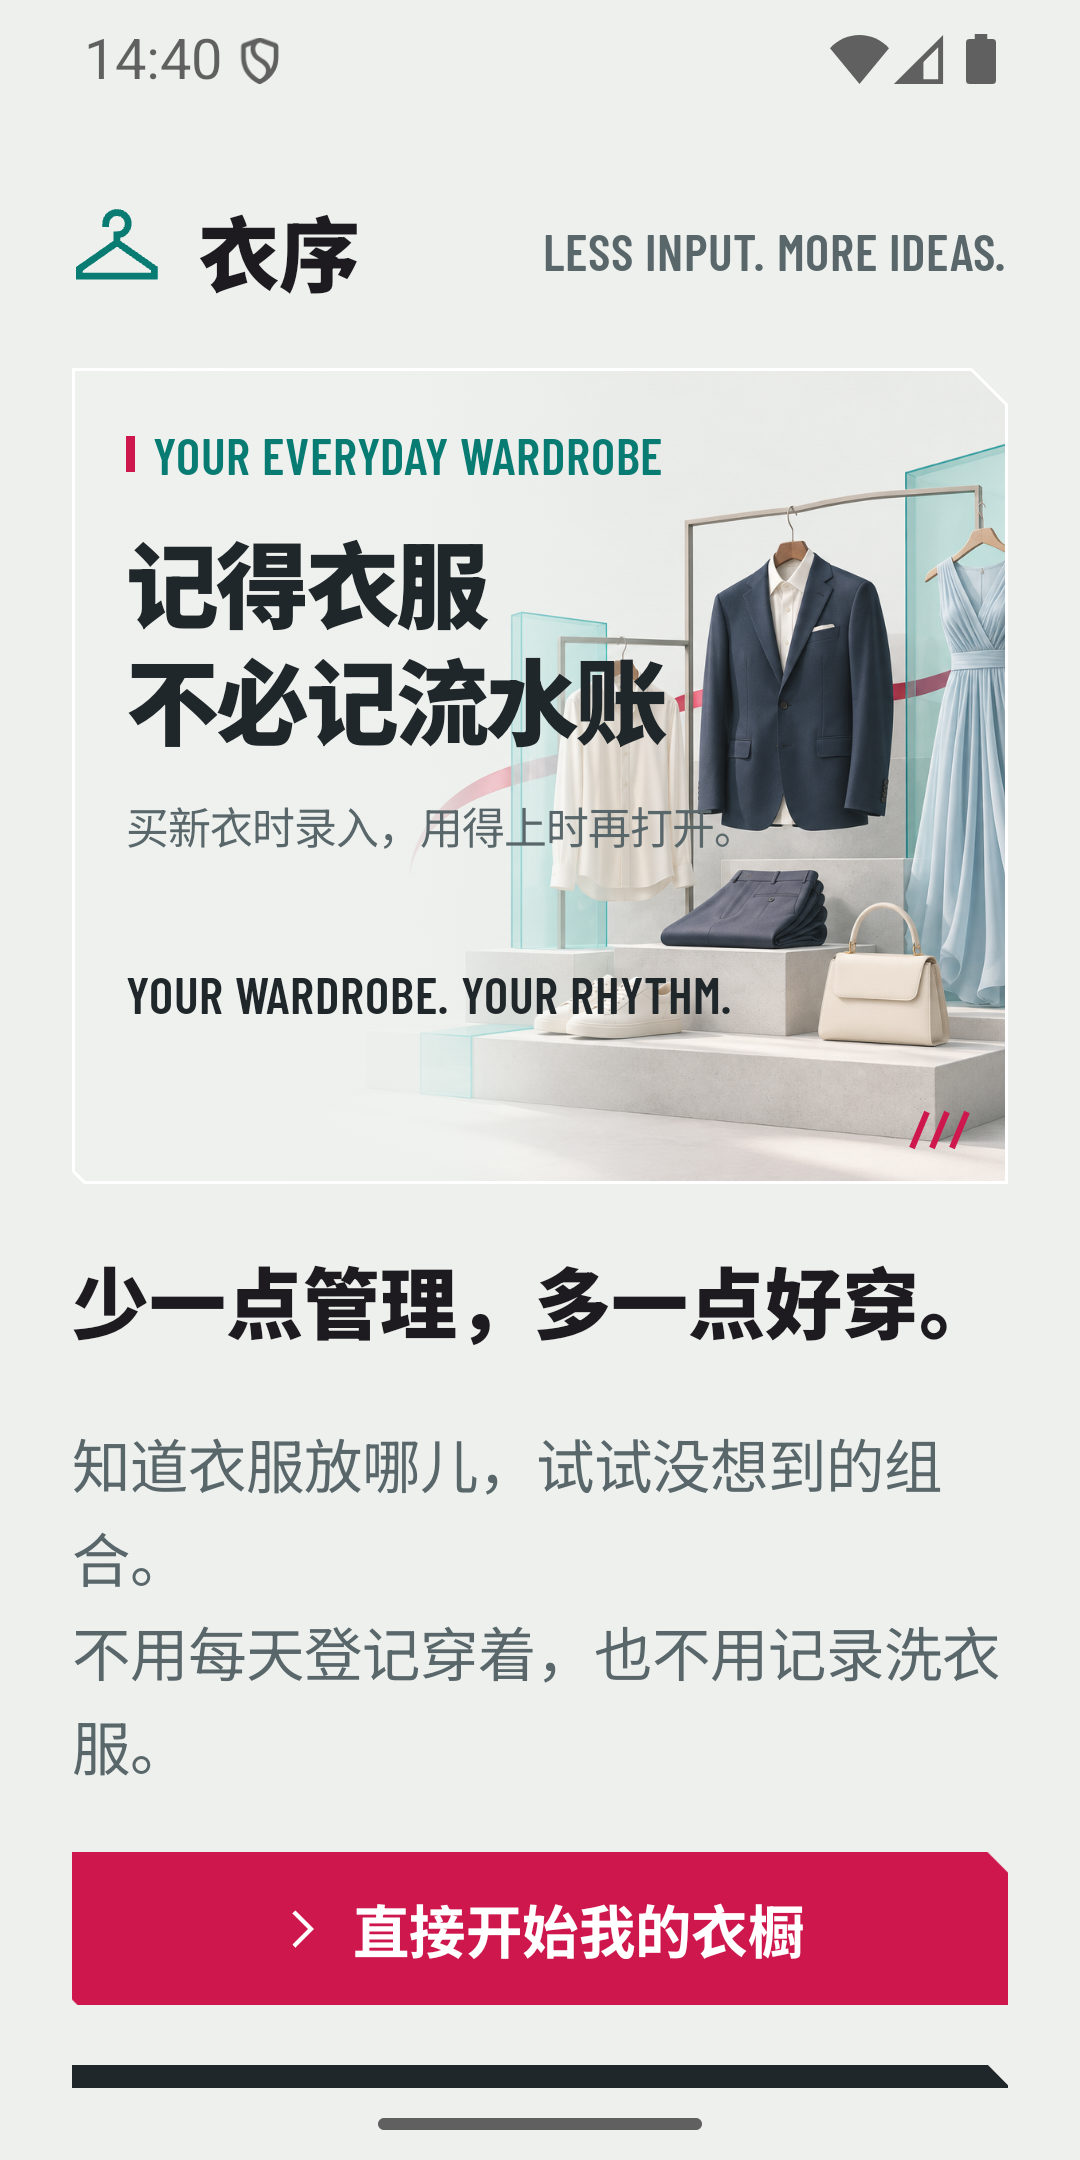 14:40
衣序
LESS INPUT. MORE IDEAS.
YOUR EVERYDAY WARDROBE
记得衣服
不必记流水账
买新衣时录入，用得上时再打开。
YOUR WARDROBE. YOUR RHYTHM.
少一点管理，多一点好穿。
知道衣服放哪儿，试试没想到的组
合。
不用每天登记穿着，也不用记录洗衣
服。
直接开始我的衣橱